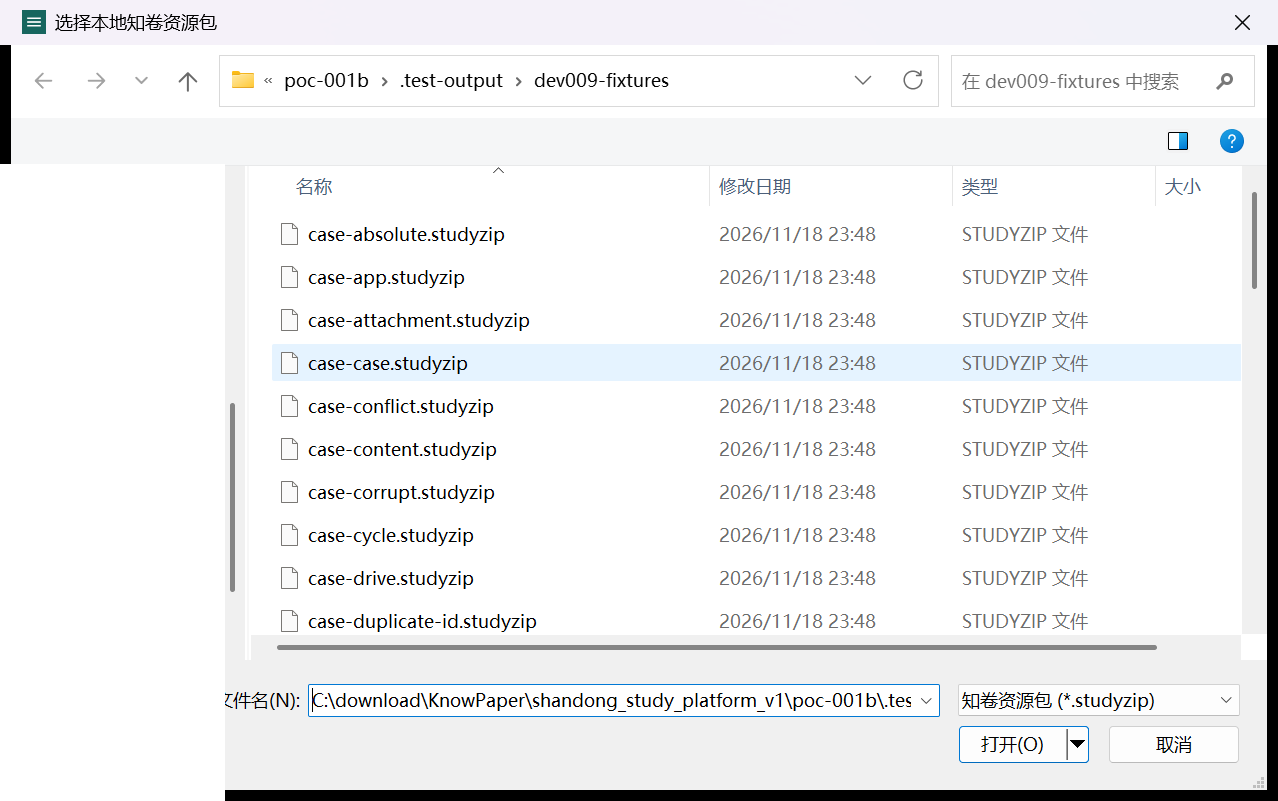 选择本地知卷资源包
« poc-001b › .test-output › dev009-fixtures
在 dev009-fixtures 中搜索
?
名称 修改日期 类型 大小
case-absolute.studyzip 2026/11/18 23:48 STUDYZIP 文件
case-app.studyzip 2026/11/18 23:48 STUDYZIP 文件
case-attachment.studyzip 2026/11/18 23:48 STUDYZIP 文件
case-case.studyzip 2026/11/18 23:48 STUDYZIP 文件
case-conflict.studyzip 2026/11/18 23:48 STUDYZIP 文件
case-content.studyzip 2026/11/18 23:48 STUDYZIP 文件
case-corrupt.studyzip 2026/11/18 23:48 STUDYZIP 文件
case-cycle.studyzip 2026/11/18 23:48 STUDYZIP 文件
case-drive.studyzip 2026/11/18 23:48 STUDYZIP 文件
case-duplicate-id.studyzip 2026/11/18 23:48 STUDYZIP 文件
文件名(N): C:\download\KnowPaper\shandong_study_platform_v1\poc-001b\.tes 知卷资源包 (*.studyzip)
打开(O) 取消